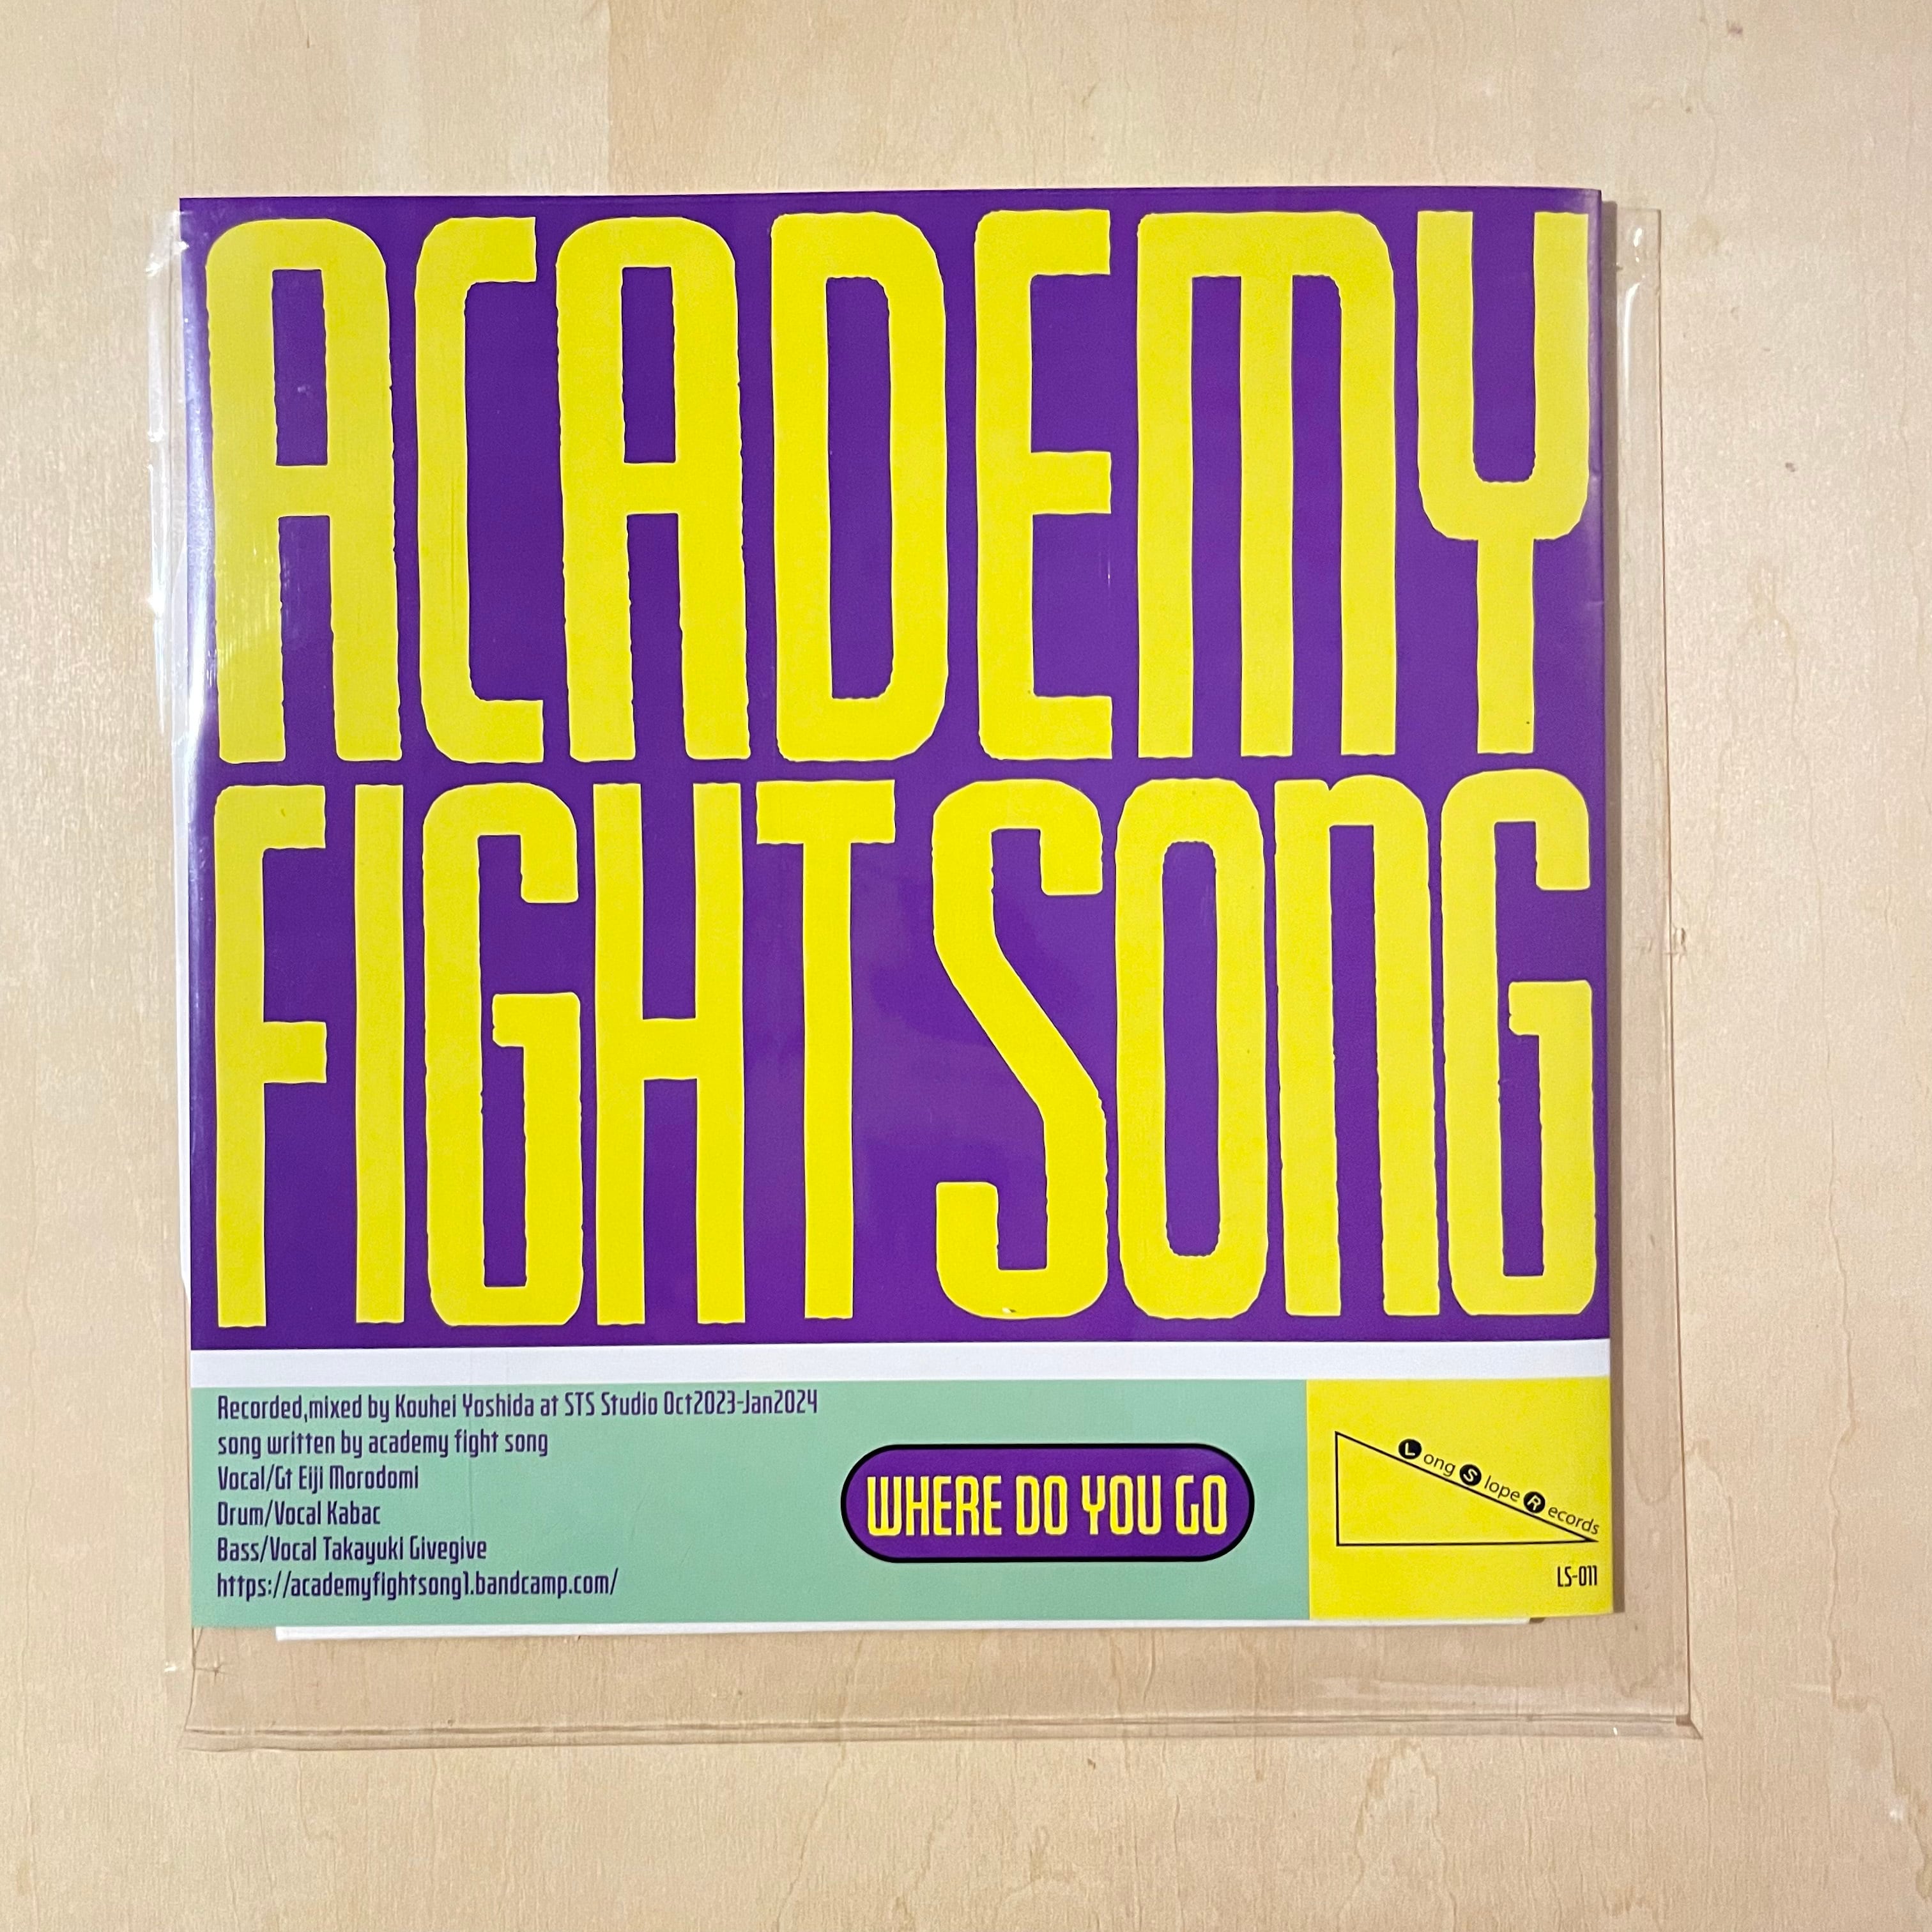 ACADEMY
FIGHT SONG
Recorded,mixed by Kouhei Yoshida at STS Studio Oct2023-Jan2024
song written by academy fight song
Vocal/Gt Eiji Morodomi
Drum/Vocal Kabac
Bass/Vocal Takayuki Givegive
https://academyfightsong1.bandcamp.com/
WHERE DO YOU GO
Long Slope Records
LS-011